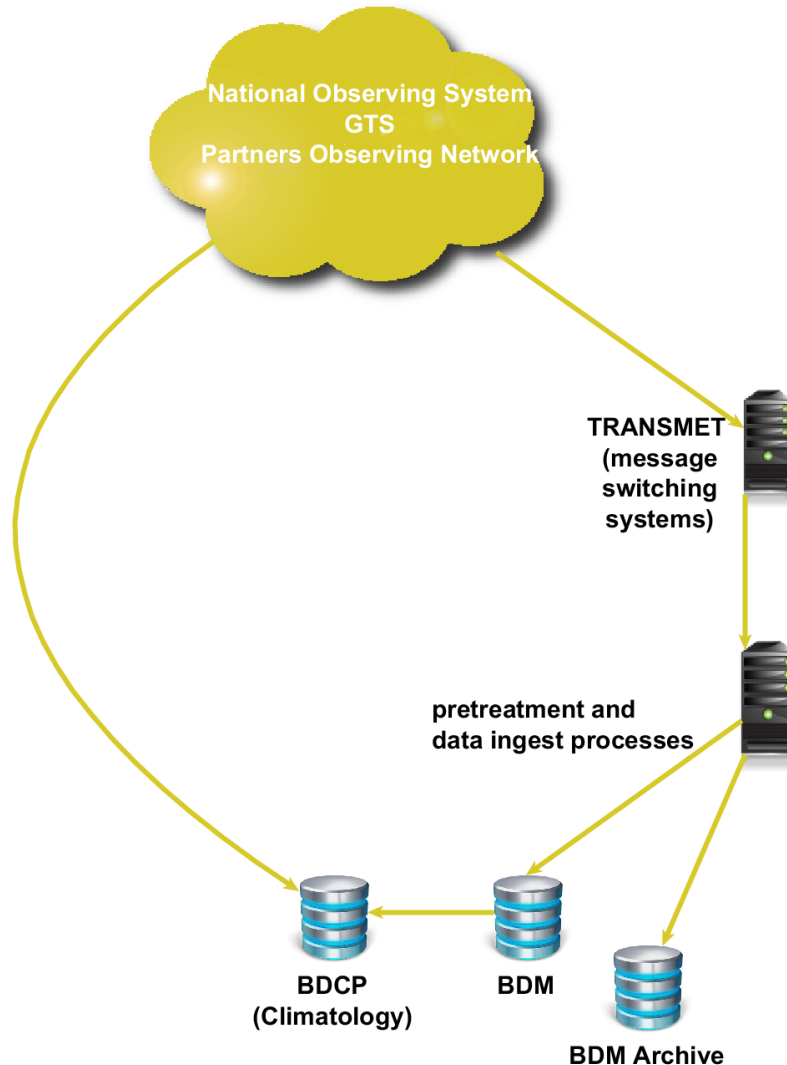 National Observing System
GTS
Partners Observing Network
TRANSMET
(message
switching
systems)
pretreatment and
data ingest processes
BDCP
(Climatology)
BDM
BDM Archive